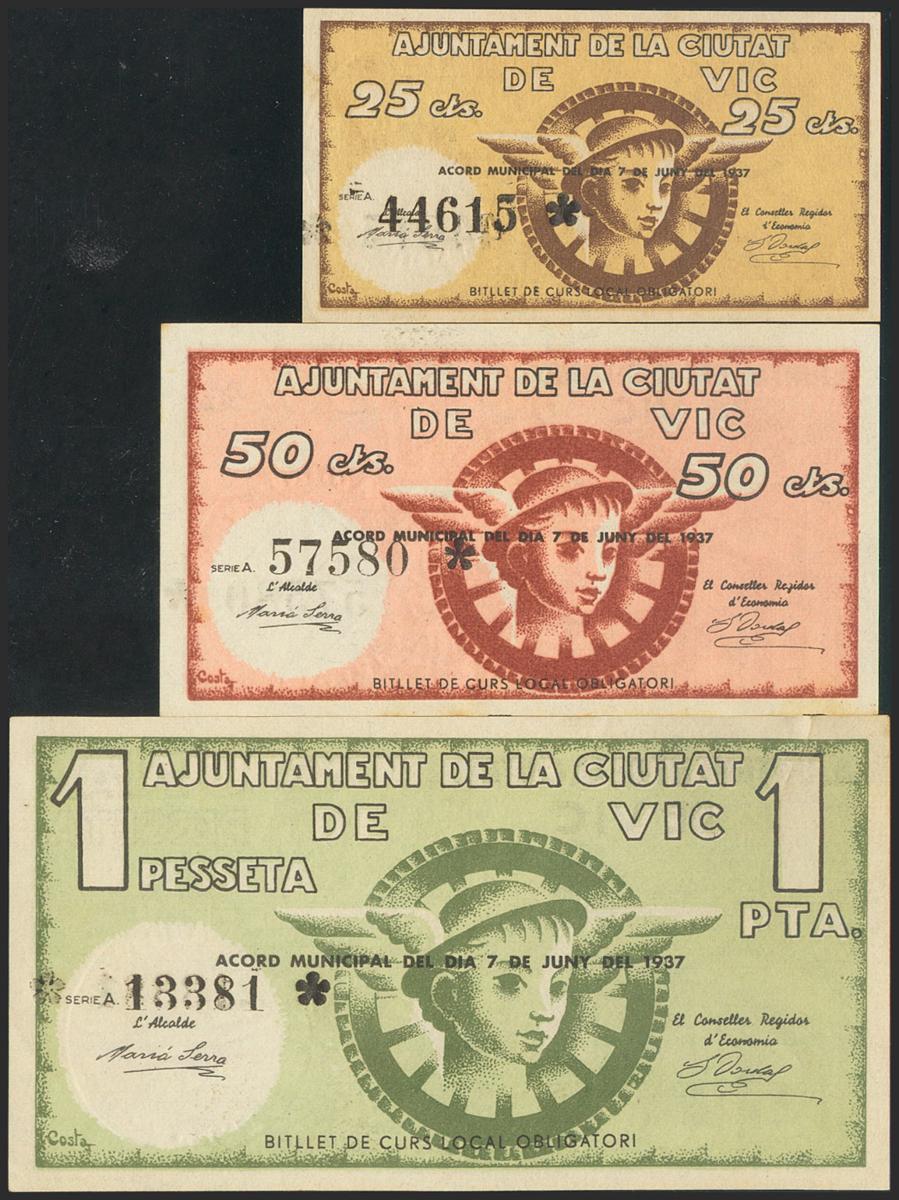 AJUNTAMENT DE LA CIUTAT
DE VIC
25 cts. 25 cts.
ACORD MUNICIPAL DEL DIA 7 DE JUNY DEL 1937
SERIE A. 44615 *
L'Alcalde
Marià Serra
El Conseller Regidor
d'Economia
Costa
BITLLET DE CURS LOCAL OBLIGATORI
AJUNTAMENT DE LA CIUTAT
DE VIC
50 cts. 50 cts.
ACORD MUNICIPAL DEL DIA 7 DE JUNY DEL 1937
SERIE A. 57580 *
L'Alcalde
Marià Serra
El Conseller Regidor
d'Economia
Costa
BITLLET DE CURS LOCAL OBLIGATORI
1 AJUNTAMENT DE LA CIUTAT 1
DE VIC
PESSETA
PTA.
ACORD MUNICIPAL DEL DIA 7 DE JUNY DEL 1937
* SERIE A. 13381 *
L'Alcalde
Marià Serra
El Conseller Regidor
d'Economia
Costa
BITLLET DE CURS LOCAL OBLIGATORI